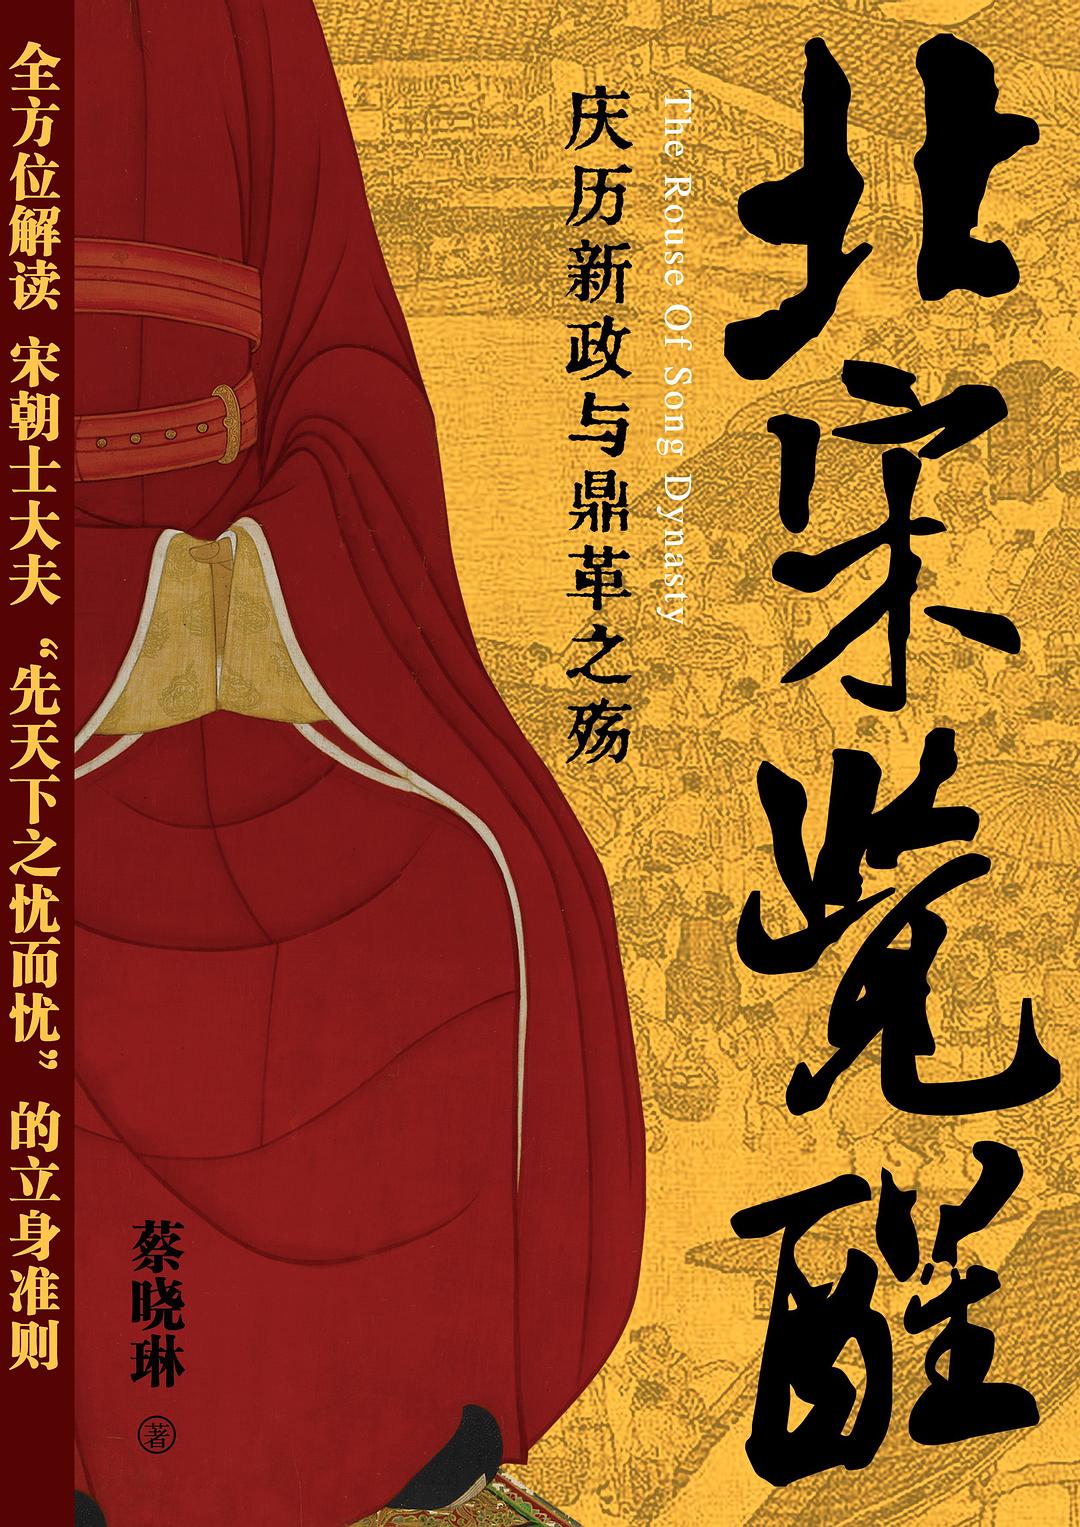 北宋觉醒
The Rouse Of Song Dynasty
庆历新政与鼎革之殇
蔡晓琳 著
全方位解读 宋朝士大夫 “先天下之忧而忧” 的立身准则